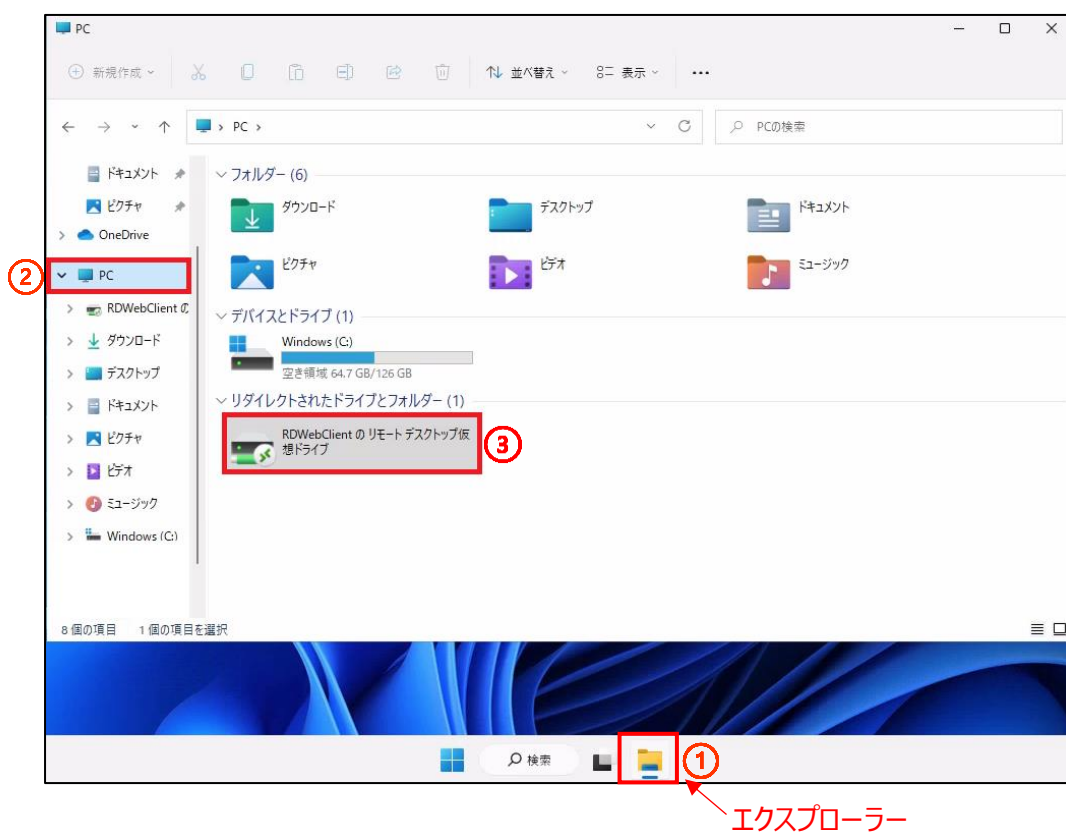 PC
新規作成
並べ替え
表示
PC
PCの検索
ドキュメント
ピクチャ
OneDrive
② PC
RDWebClient の
ダウンロード
デスクトップ
ドキュメント
ピクチャ
ビデオ
ミュージック
Windows (C:)
フォルダー (6)
ダウンロード
デスクトップ
ドキュメント
ピクチャ
ビデオ
ミュージック
デバイスとドライブ (1)
Windows (C:)
空き領域 64.7 GB/126 GB
リダイレクトされたドライブとフォルダー (1)
RDWebClient の リモート デスクトップ仮
想ドライブ
③
8 個の項目 1 個の項目を選択
検索
①
エクスプローラー